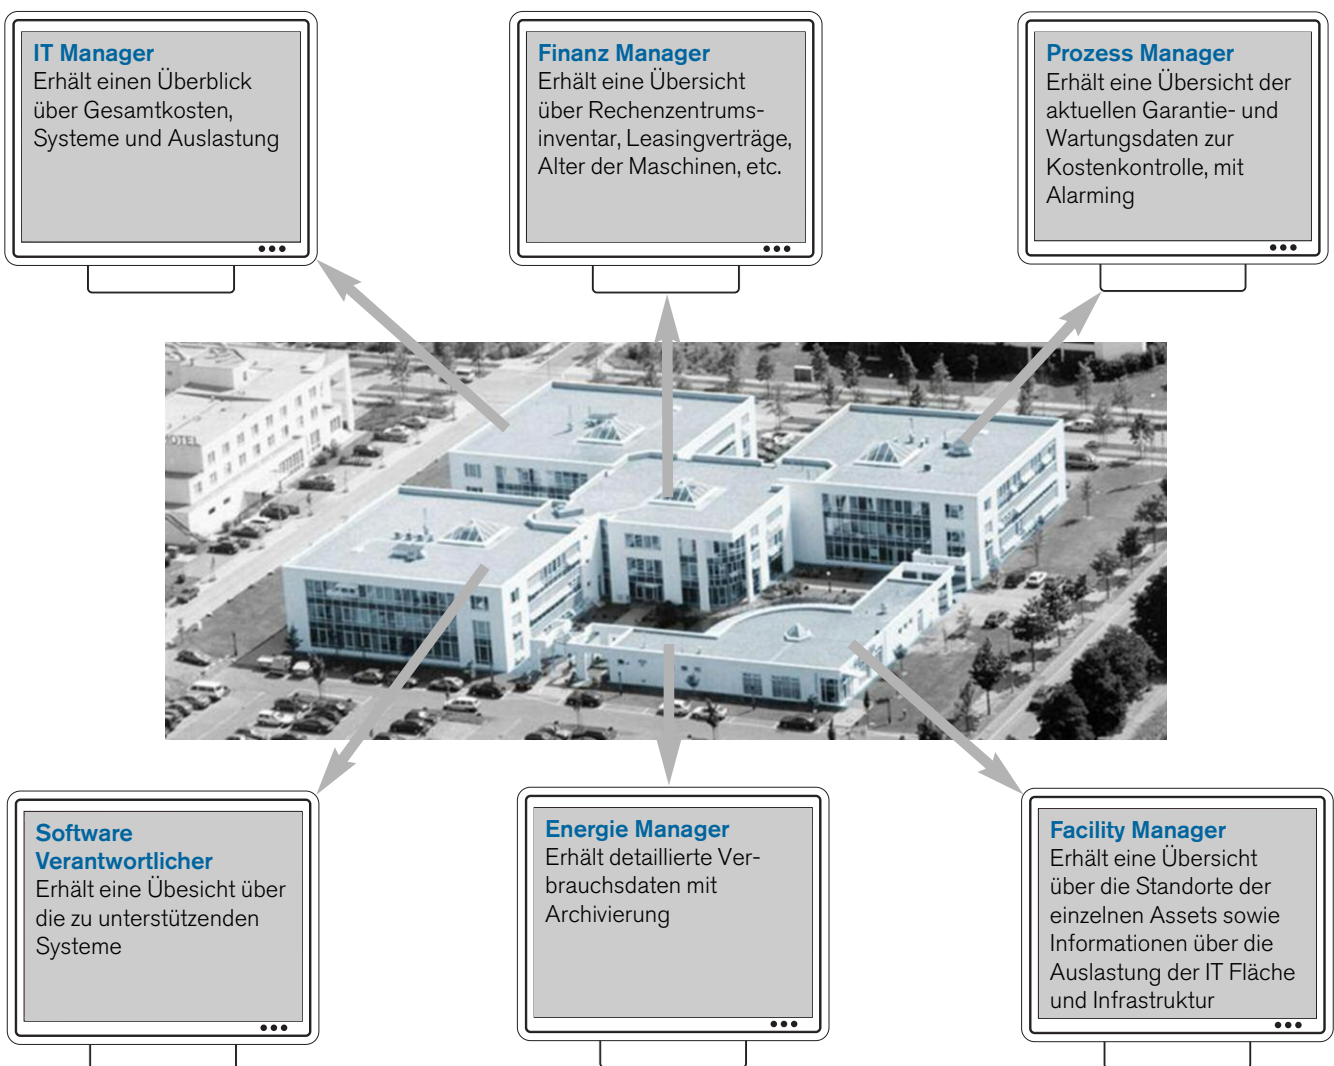 IT Manager
Erhält einen Überblick
über Gesamtkosten,
Systeme und Auslastung
Finanz Manager
Erhält eine Übersicht
über Rechenzentrums-
inventar, Leasingverträge,
Alter der Maschinen, etc.
Prozess Manager
Erhält eine Übersicht der
aktuellen Garantie- und
Wartungsdaten zur
Kostenkontrolle, mit
Alarming
OTEL
Software
Verantwortlicher
Erhält eine Übesicht über
die zu unterstützenden
Systeme
Energie Manager
Erhält detaillierte Ver-
brauchsdaten mit
Archivierung
Facility Manager
Erhält eine Übersicht
über die Standorte der
einzelnen Assets sowie
Informationen über die
Auslastung der IT Fläche
und Infrastruktur